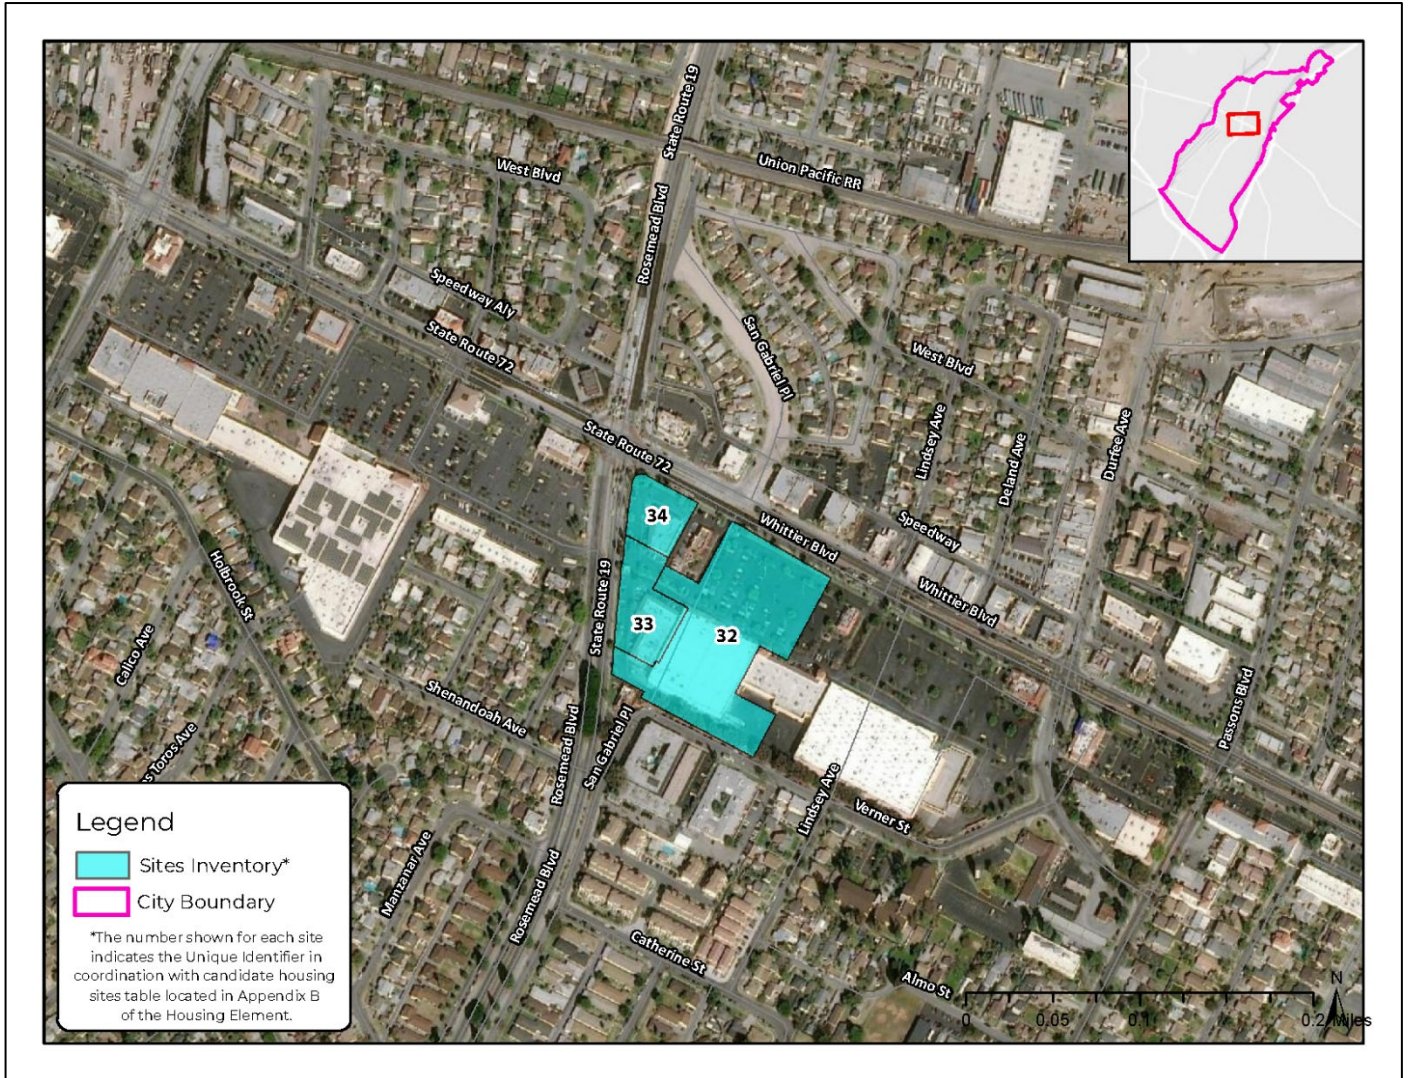 State Route 19
Union Pacific RR
West Blvd
Rosemead Blvd
Speedway Aly
State Route 72
San Gabriel Pl
West Blvd
Lindsey Ave
Deland Ave
Durfee Ave
State Route 72
34
Whittier Blvd
Speedway
Whittier Blvd
State Route 19
33
32
Holbrook St
Calico Ave
Shenandoah Ave
Passons Blvd
os Toros Ave
Rosemead Blvd
San Gabriel Pl
Lindsey Ave
Verner St
Manzanar Ave
Rosemead Blvd
Catherine St
Almo St
Legend
Sites Inventory*
City Boundary
*The number shown for each site
indicates the Unique Identifier in
coordination with candidate housing
sites table located in Appendix B
of the Housing Element.
N
0 0.05 0.1 0.2 Miles